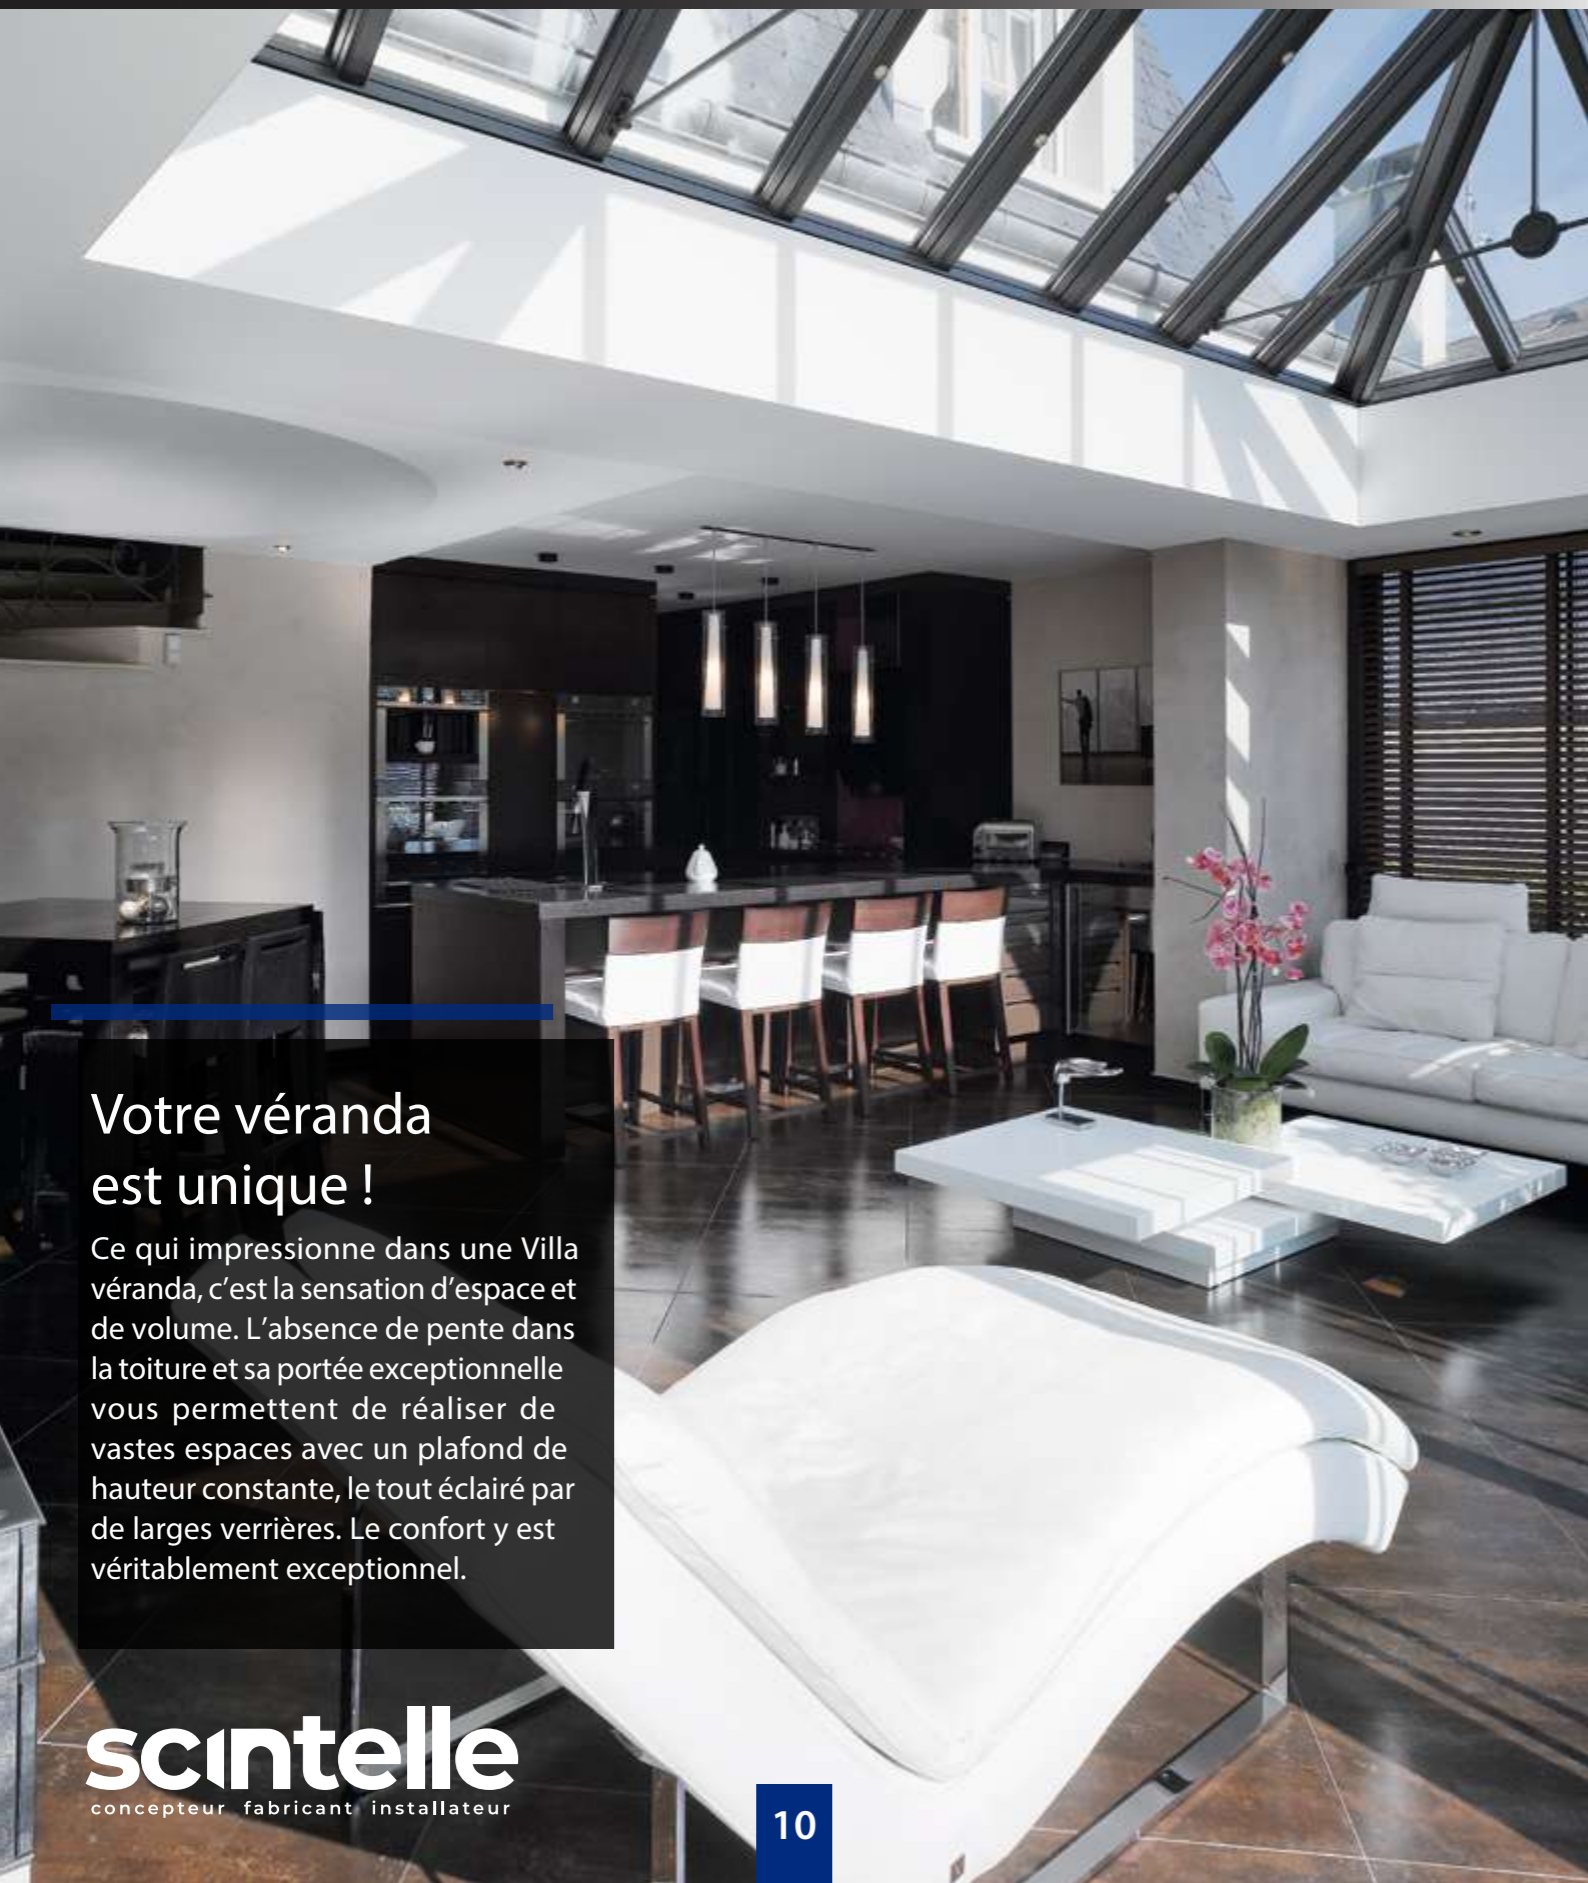 Votre véranda
est unique !
Ce qui impressionne dans une Villa
véranda, c’est la sensation d’espace et
de volume. L’absence de pente dans
la toiture et sa portée exceptionnelle
vous permettent de réaliser de
vastes espaces avec un plafond de
hauteur constante, le tout éclairé par
de larges verrières. Le confort y est
véritablement exceptionnel.
scintelle
concepteur fabricant installateur
10